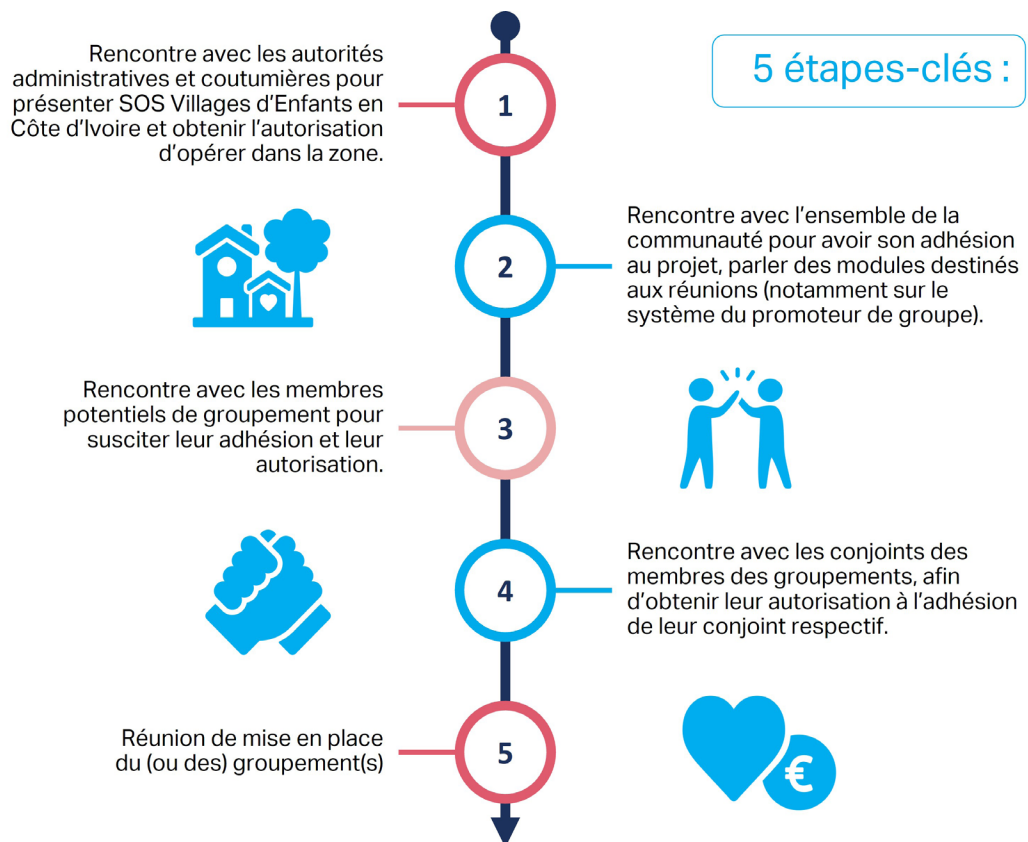 5 étapes-clés :
Rencontre avec les autorités
administratives et coutumières pour
présenter SOS Villages d’Enfants en
Côte d’Ivoire et obtenir l’autorisation
d’opérer dans la zone.
1
2
Rencontre avec l’ensemble de la
communauté pour avoir son adhésion
au projet, parler des modules destinés
aux réunions (notamment sur le
système du promoteur de groupe).
Rencontre avec les membres
potentiels de groupement pour
susciter leur adhésion et leur
autorisation.
3
4
Rencontre avec les conjoints des
membres des groupements, afin
d’obtenir leur autorisation à l’adhésion
de leur conjoint respectif.
Réunion de mise en place
du (ou des) groupement(s)
5
€